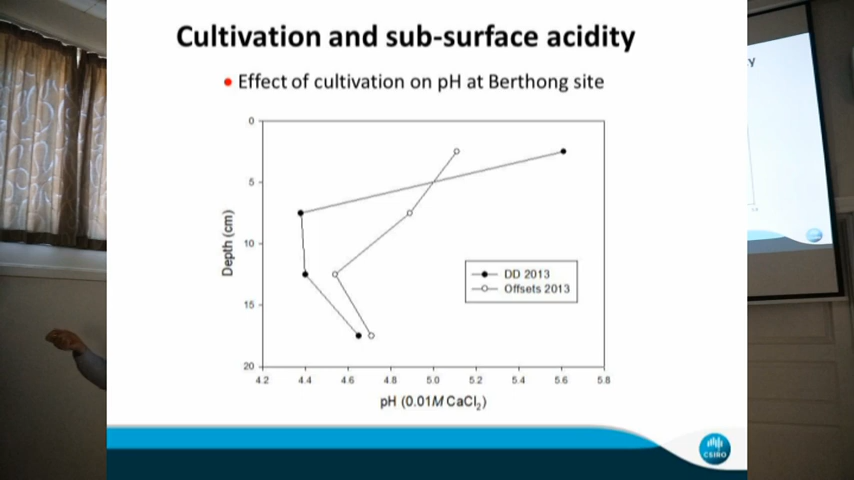 Cultivation and sub-surface acidity
Effect of cultivation on pH at Berthong site
0
5
10
15
20
Depth (cm)
DD 2013
Offsets 2013
4.2 4.4 4.6 4.8 5.0 5.2 5.4 5.6 5.8
pH (0.01M CaCl₂)
CSIRO
y